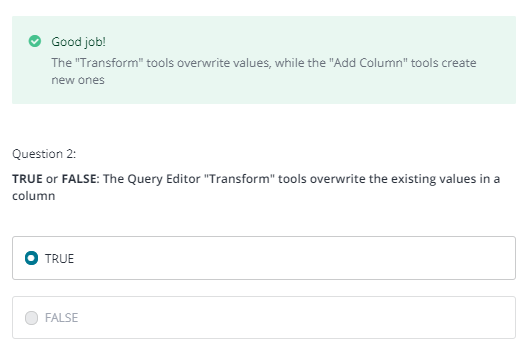 Good job!
The "Transform" tools overwrite values, while the "Add Column" tools create
new ones
Question 2:
TRUE or FALSE: The Query Editor "Transform" tools overwrite the existing values in a
column
TRUE
FALSE